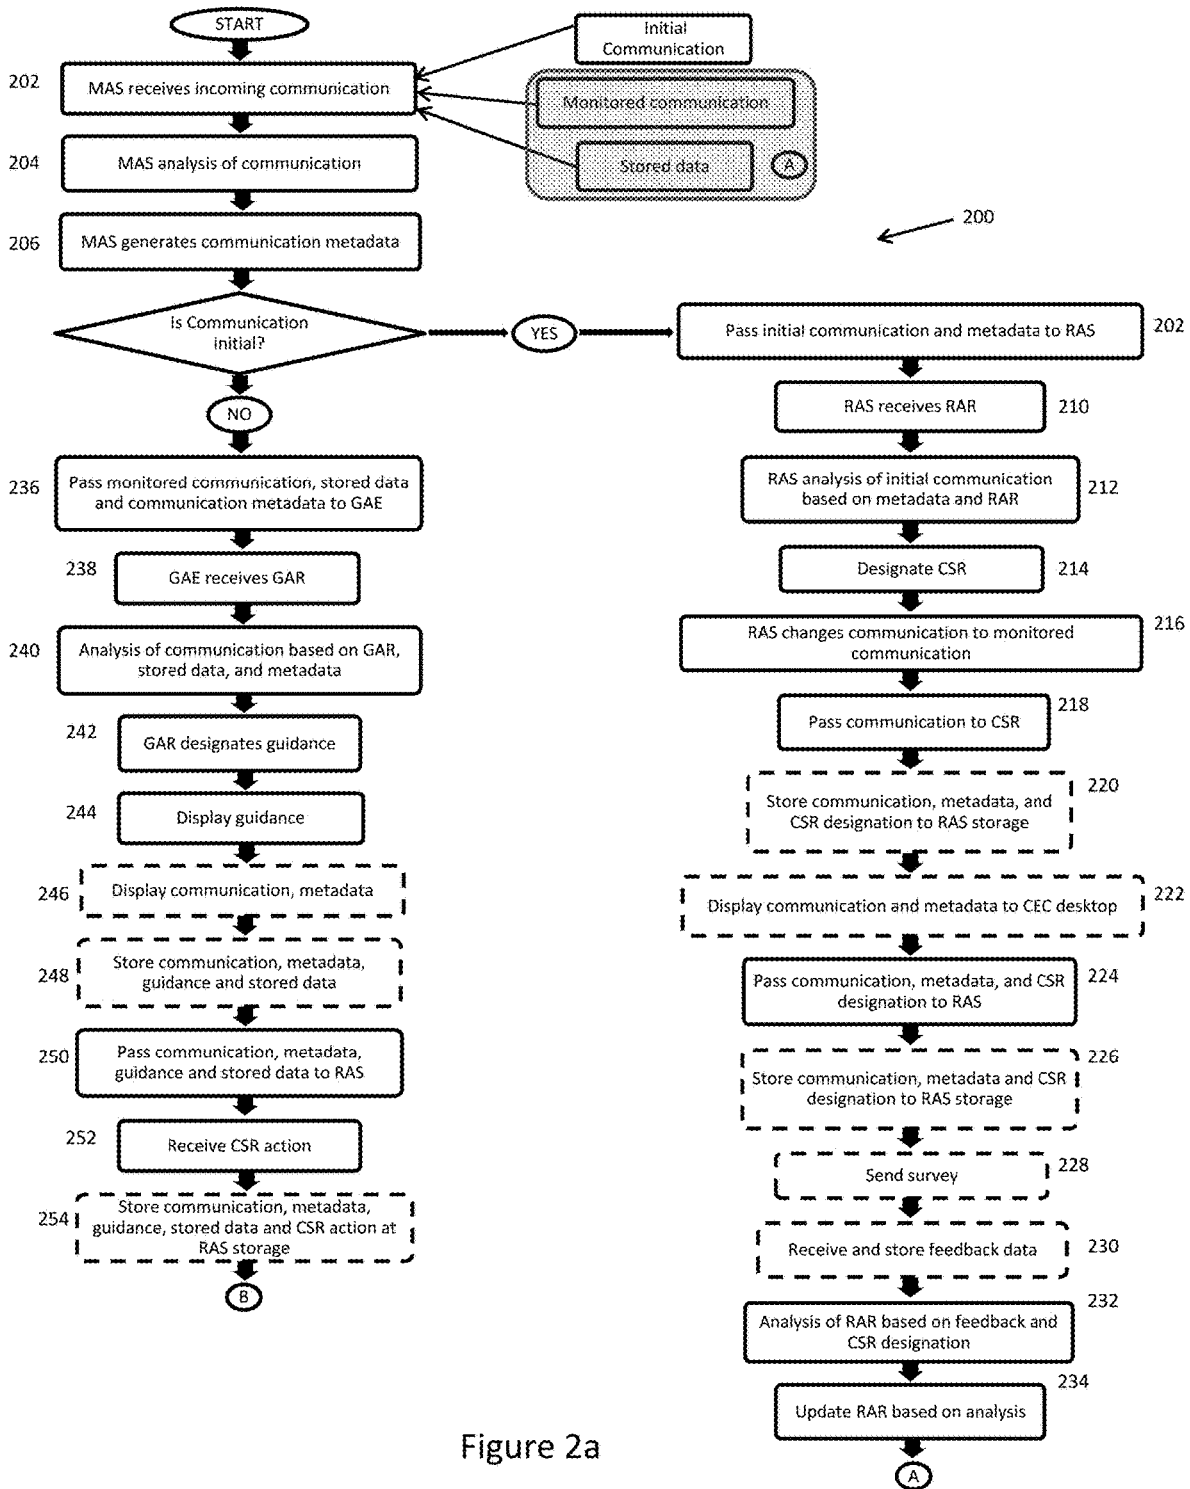 START
Initial
Communication
202
MAS receives incoming communication
Monitored communication
204
MAS analysis of communication
Stored data
A
206
MAS generates communication metadata
200
Is Communication
initial?
YES
Pass initial communication and metadata to RAS
202
NO
RAS receives RAR
210
236
Pass monitored communication, stored data
and communication metadata to GAE
RAS analysis of initial communication
based on metadata and RAR
212
238
GAE receives GAR
Designate CSR
214
240
Analysis of communication based on GAR,
stored data, and metadata
RAS changes communication to monitored
communication
216
242
GAR designates guidance
Pass communication to CSR
218
244
Display guidance
Store communication, metadata, and
CSR designation to RAS storage
220
246
Display communication, metadata
Display communication and metadata to CEC desktop
222
248
Store communication, metadata,
guidance and stored data
Pass communication, metadata, and CSR
designation to RAS
224
250
Pass communication, metadata,
guidance and stored data to RAS
Store communication, metadata and CSR
designation to RAS storage
226
252
Receive CSR action
Send survey
228
254
Store communication, metadata,
guidance, stored data and CSR action at
RAS storage
Receive and store feedback data
230
B
Analysis of RAR based on feedback and
CSR designation
232
Update RAR based on analysis
234
Figure 2a
A